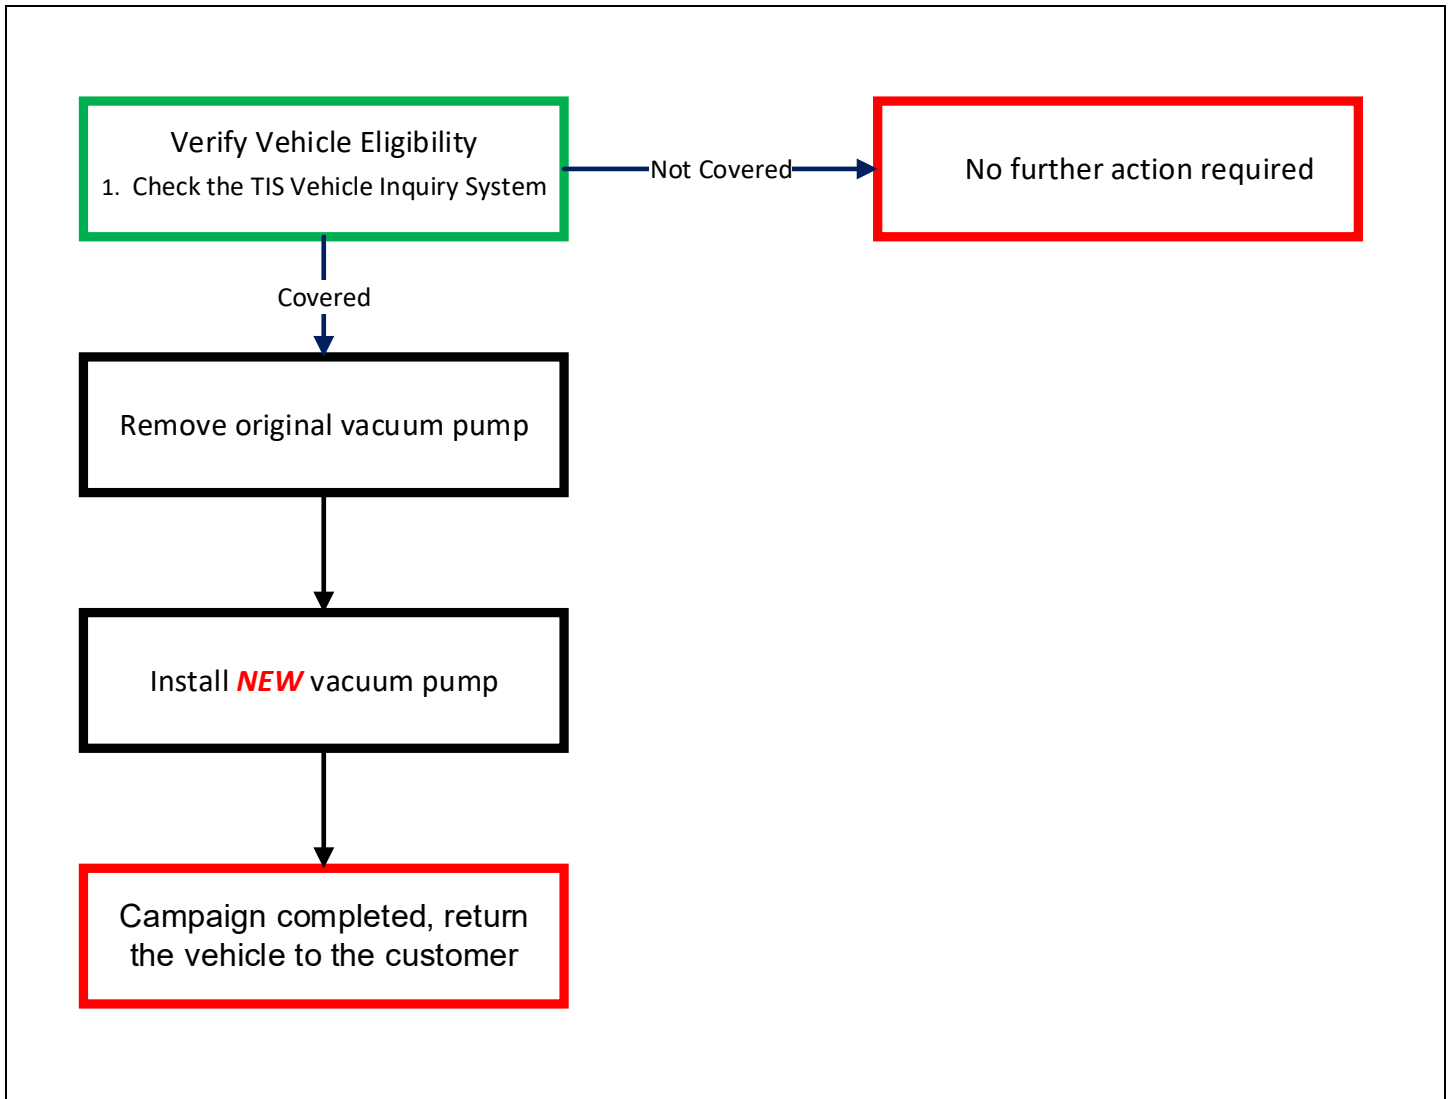 Verify Vehicle Eligibility
1. Check the TIS Vehicle Inquiry System
Not Covered
No further action required
Covered
Remove original vacuum pump
Install NEW vacuum pump
Campaign completed, return
the vehicle to the customer